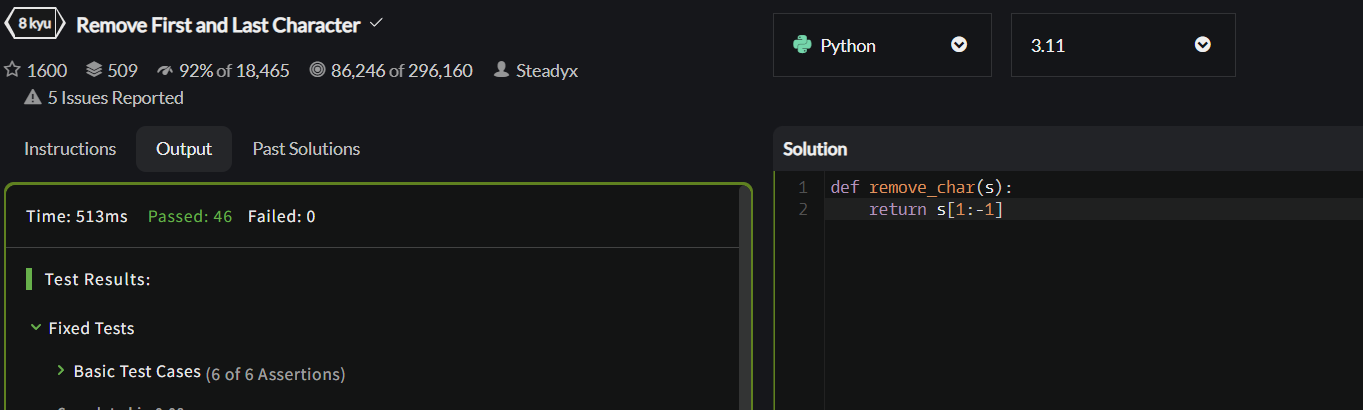 8 kyu Remove First and Last Character
1600 509 92% of 18,465 86,246 of 296,160 Steadyx
5 Issues Reported
Instructions Output Past Solutions
Time: 513ms Passed: 46 Failed: 0
Test Results:
Fixed Tests
Basic Test Cases (6 of 6 Assertions)
Python 3.11
Solution
1 def remove_char(s):
2 return s[1:-1]